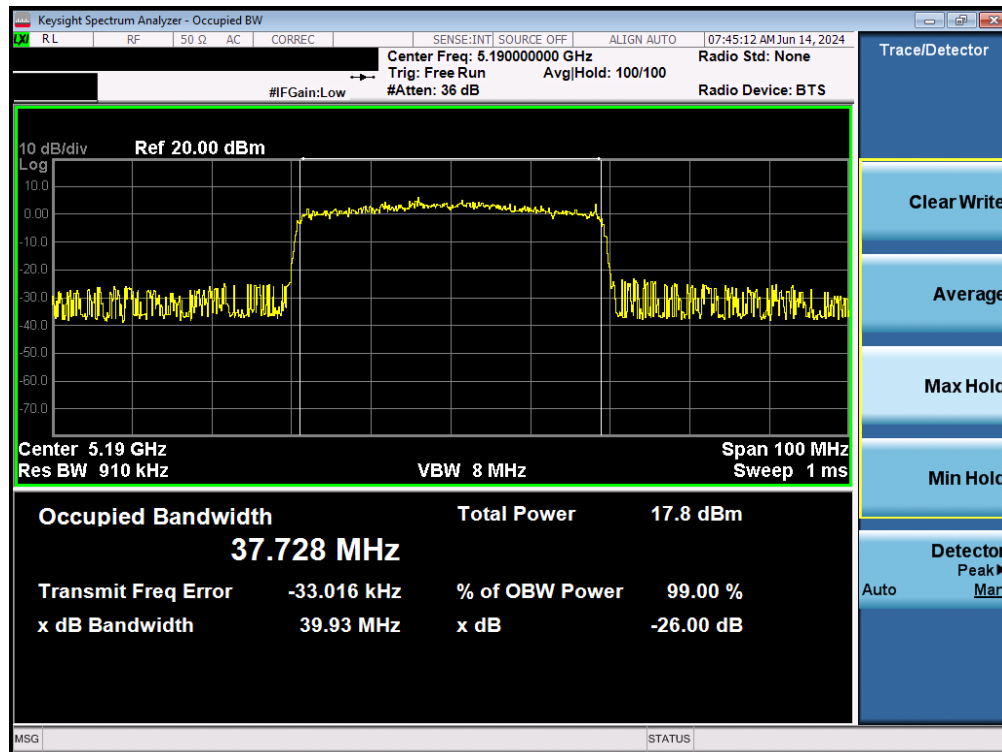 Keysight Spectrum Analyzer - Occupied BW
LXI RL RF 50 Ω AC CORREC SENSE:INT SOURCE OFF ALIGN AUTO 07:45:12 AM Jun 14, 2024
Center Freq: 5.190000000 GHz Radio Std: None
Trig: Free Run Avg|Hold: 100/100
#IFGain:Low #Atten: 36 dB Radio Device: BTS
Trace/Detector
10 dB/div Ref 20.00 dBm
Log
10.0
0.00
-10.0
-20.0
-30.0
-40.0
-50.0
-60.0
-70.0
Center 5.19 GHz Span 100 MHz
Res BW 910 kHz VBW 8 MHz Sweep 1 ms
Occupied Bandwidth Total Power 17.8 dBm
37.728 MHz
Transmit Freq Error -33.016 kHz % of OBW Power 99.00 %
x dB Bandwidth 39.93 MHz x dB -26.00 dB
Clear Write
Average
Max Hold
Min Hold
Detector
Peak▶
Auto Man
MSG STATUS